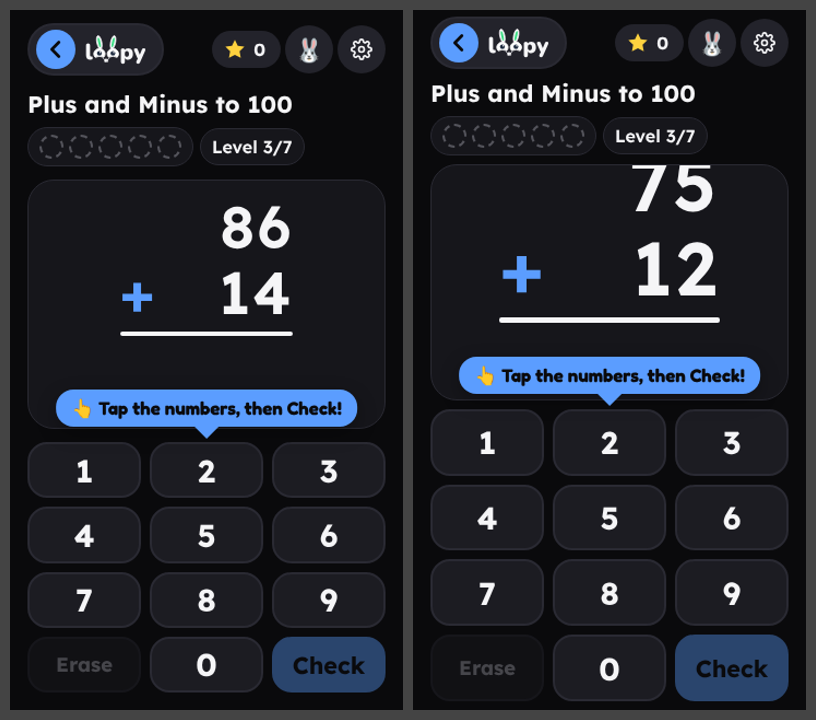 loopy
0
Plus and Minus to 100
Level 3/7
86
+ 14
👆 Tap the numbers, then Check!
1 2 3
4 5 6
7 8 9
Erase 0 Check
loopy
0
Plus and Minus to 100
Level 3/7
75
+ 12
👆 Tap the numbers, then Check!
1 2 3
4 5 6
7 8 9
Erase 0 Check